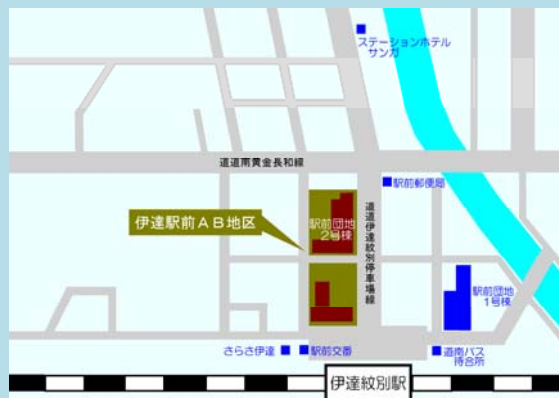 ステーションホテル
サンガ
道道南黄金長和線
駅前郵便局
伊達駅前AB地区
駅前団地
2号棟
道道伊達紋別停車場線
駅前団地
1号棟
さらさ伊達
駅前交番
道南バス
待合所
伊達紋別駅